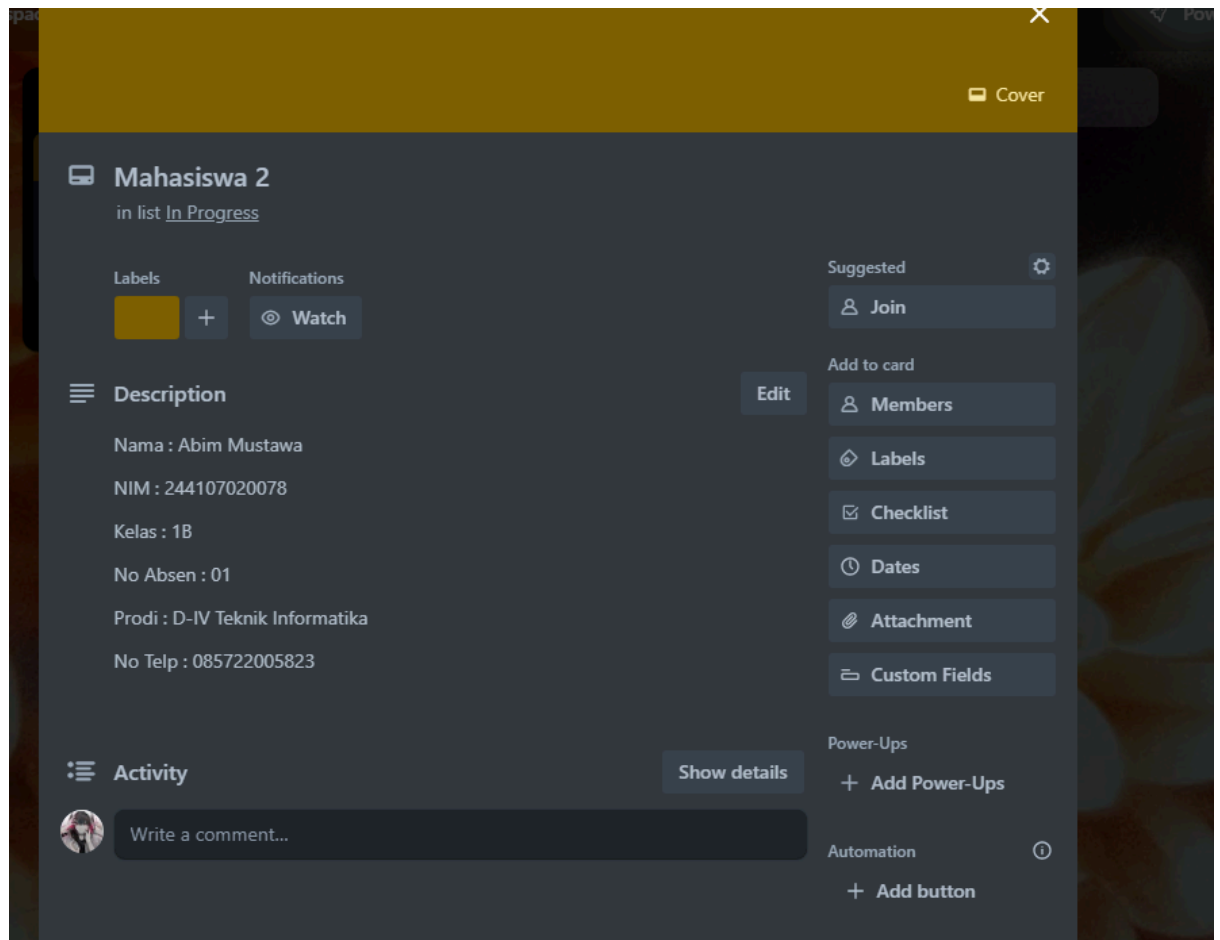 Cover
Mahasiswa 2
in list In Progress
Labels
Notifications
Watch
Description
Edit
Nama : Abim Mustawa
NIM : 244107020078
Kelas : 1B
No Absen : 01
Prodi : D-IV Teknik Informatika
No Telp : 085722005823
Activity
Show details
Write a comment...
Suggested
Join
Add to card
Members
Labels
Checklist
Dates
Attachment
Custom Fields
Power-Ups
Add Power-Ups
Automation
Add button